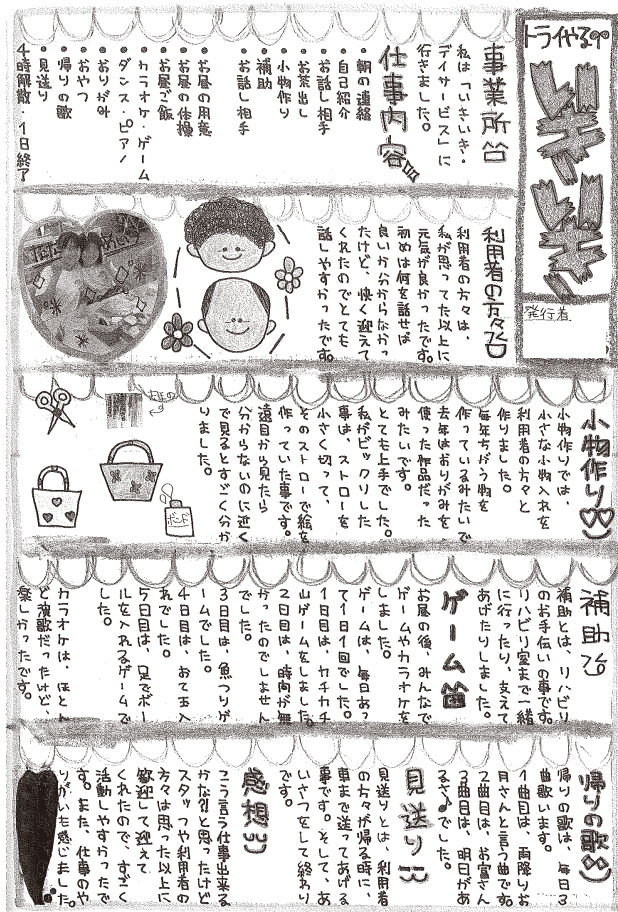 トライやる
いきいき
発行者
事業所
私は「いきいき・
デイサービス」に
行きました。
仕事内容
・朝の連絡
・自己紹介
・お話し相手
・お茶出し
・小物作り
・補助
・お話し相手
・お昼の用意
・お昼の体操
・お昼ご飯
・カラオケ・ゲーム
ダンス・ピアノ
・おりがみ
・おやつ
・帰りの歌
・見送り
4時解散・1日終了
利用者の方々
利用者の方々は、
私が思ってた以上に
元気が良かったです。
初めは何を話せば
良いか分からなかっ
たけど、快く迎えて
くれたのでとても
話しやすかったです。
小物作り
小物作りでは、
小さな小物入れを
利用者の方々と
作りました。
毎年ちがう物を
作っているみたいで
去年はおりがみを
使った作品だった
みたいです。
とても上手でした。
私がビックリした
事は、ストローを
小さく切って、
そのストローで絵を
作っていた事です。
遠目から見たら
分からないのに近く
で見るとすごく分か
りました。
ボンド
補助
補助とは、リハビリ
のお手伝いの事です。
リハビリ室まで一緒
に行ったり、支えて
あげたりしました。
ゲーム
お昼の後、みんなで
ゲームやカラオケを
しました。
ゲームは、毎日あっ
て1日1回でした。
1日目は、カチカチ
山ゲームをしました。
2日目は、時間が無
かったのでしません
でした。
3日目は、魚つりゲ
ームでした。
4日目は、おて玉入
れでした。
5日目は、足でボー
ルを入れるゲームで
した。
カラオケは、ほとん
ど演歌だったけど、
楽しかったです。
帰りの歌
帰りの歌は、毎日3
曲歌います。
1曲目は、雨降りお
月さんと言う曲です。
2曲目は、お富さん
3曲目は、明日があ
るさ♪でした。
見送り
見送りとは、利用者
の方々が帰る時に、
車まで送ってあげる
事です。そして、あ
いさつをして終わり
です。
感想
こう言う仕事出来る
かな?!と思ったけど
スタッフや利用者の
方々は思った以上に
歓迎して迎えて
くれたので、すごく
活動しやすかったで
す。また、仕事のや
りがいも感じました。